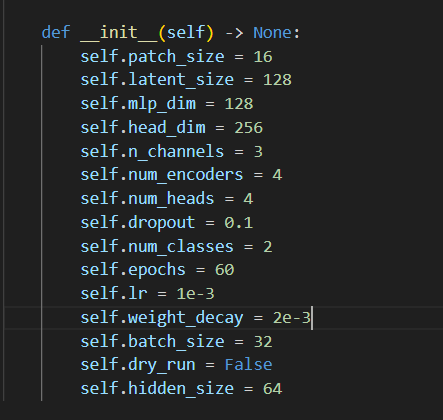 def __init__(self) -> None:
self.patch_size = 16
self.latent_size = 128
self.mlp_dim = 128
self.head_dim = 256
self.n_channels = 3
self.num_encoders = 4
self.num_heads = 4
self.dropout = 0.1
self.num_classes = 2
self.epochs = 60
self.lr = 1e-3
self.weight_decay = 2e-3
self.batch_size = 32
self.dry_run = False
self.hidden_size = 64